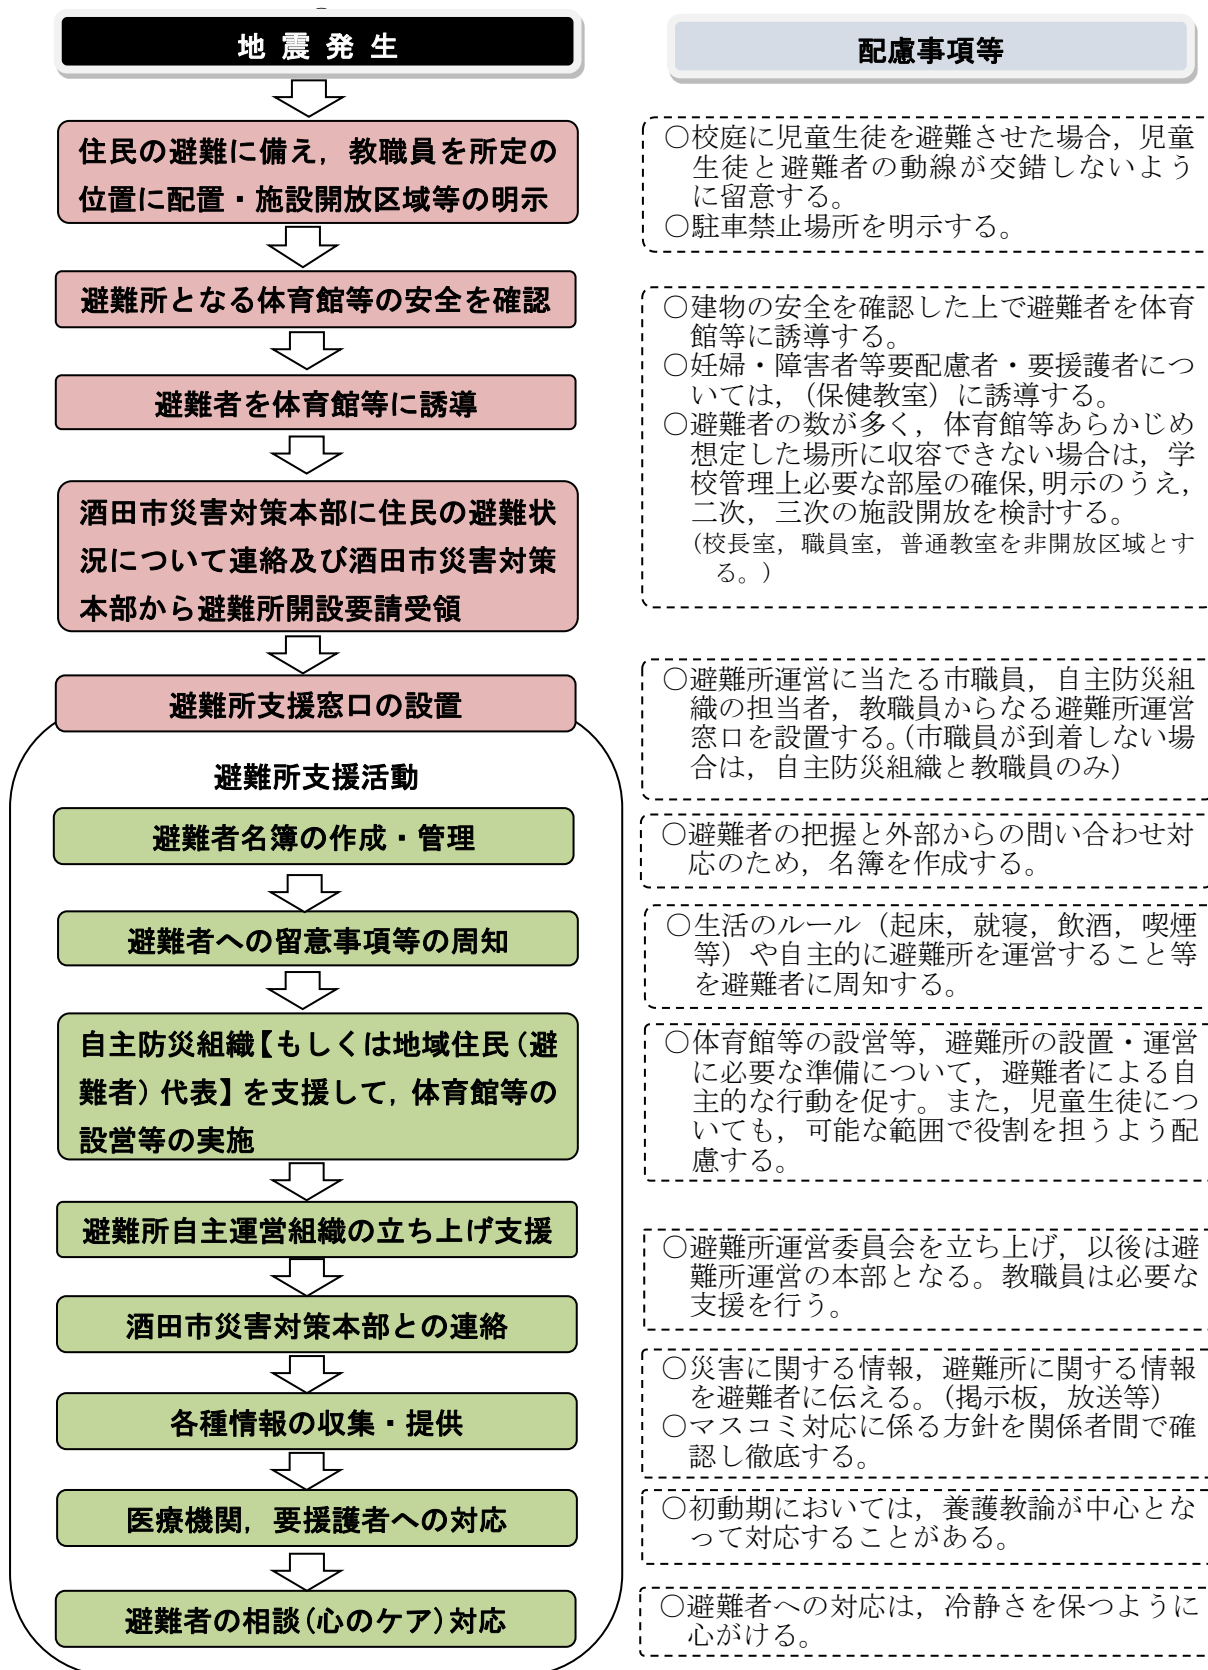 地 震 発 生
住民の避難に備え，教職員を所定の
位置に配置・施設開放区域等の明示
避難所となる体育館等の安全を確認
避難者を体育館等に誘導
酒田市災害対策本部に住民の避難状
況について連絡及び酒田市災害対策
本部から避難所開設要請受領
避難所支援窓口の設置
避難所支援活動
避難者名簿の作成・管理
避難者への留意事項等の周知
自主防災組織【もしくは地域住民（避
難者）代表】を支援して，体育館等の
設営等の実施
避難所自主運営組織の立ち上げ支援
酒田市災害対策本部との連絡
各種情報の収集・提供
医療機関，要援護者への対応
避難者の相談（心のケア）対応
配慮事項等
○校庭に児童生徒を避難させた場合，児童
生徒と避難者の動線が交錯しないよう
に留意する。
○駐車禁止場所を明示する。
○建物の安全を確認した上で避難者を体育
館等に誘導する。
○妊婦・障害者等要配慮者・要援護者につ
いては，（保健教室）に誘導する。
○避難者の数が多く，体育館等あらかじめ
想定した場所に収容できない場合は，学
校管理上必要な部屋の確保，明示のうえ，
二次，三次の施設開放を検討する。
（校長室，職員室，普通教室を非開放区域とす
る。）
○避難所運営に当たる市職員，自主防災組
織の担当者，教職員からなる避難所運営
窓口を設置する。（市職員が到着しない場
合は，自主防災組織と教職員のみ）
○避難者の把握と外部からの問い合わせ対
応のため，名簿を作成する。
○生活のルール（起床，就寝，飲酒，喫煙
等）や自主的に避難所を運営すること等
を避難者に周知する。
○体育館等の設営等，避難所の設置・運営
に必要な準備について，避難者による自
主的な行動を促す。また，児童生徒につ
いても，可能な範囲で役割を担うよう配
慮する。
○避難所運営委員会を立ち上げ，以後は避
難所運営の本部となる。教職員は必要な
支援を行う。
○災害に関する情報，避難所に関する情報
を避難者に伝える。（掲示板，放送等）
○マスコミ対応に係る方針を関係者間で確
認し徹底する。
○初動期においては，養護教諭が中心とな
って対応することがある。
○避難者への対応は，冷静さを保つように
心がける。